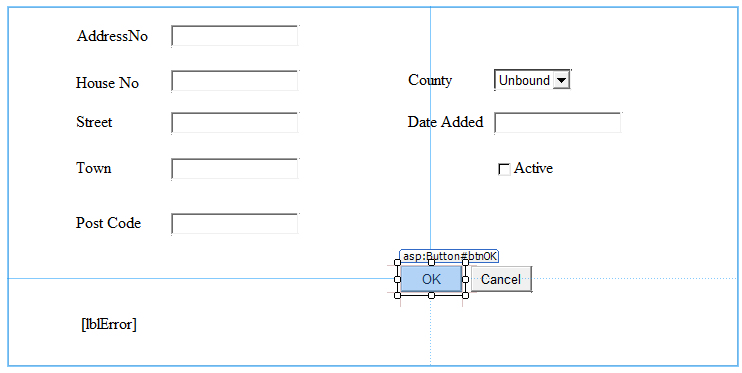 AddressNo
House No
County Unbound
Street
Date Added
Town
Active
Post Code
asp:Button#btnOK
OK Cancel
[lblError]